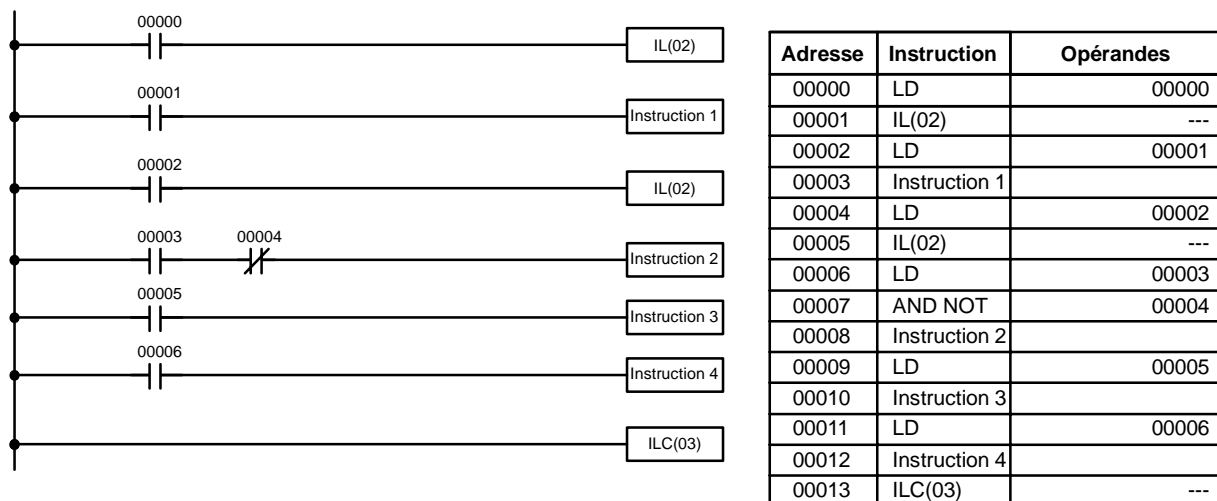 00000
IL(02)
00001
Instruction 1
00002
IL(02)
00003 00004
Instruction 2
00005
Instruction 3
00006
Instruction 4
ILC(03)
Adresse Instruction Opérandes
00000 LD 00000
00001 IL(02) ---
00002 LD 00001
00003 Instruction 1
00004 LD 00002
00005 IL(02) ---
00006 LD 00003
00007 AND NOT 00004
00008 Instruction 2
00009 LD 00005
00010 Instruction 3
00011 LD 00006
00012 Instruction 4
00013 ILC(03) ---